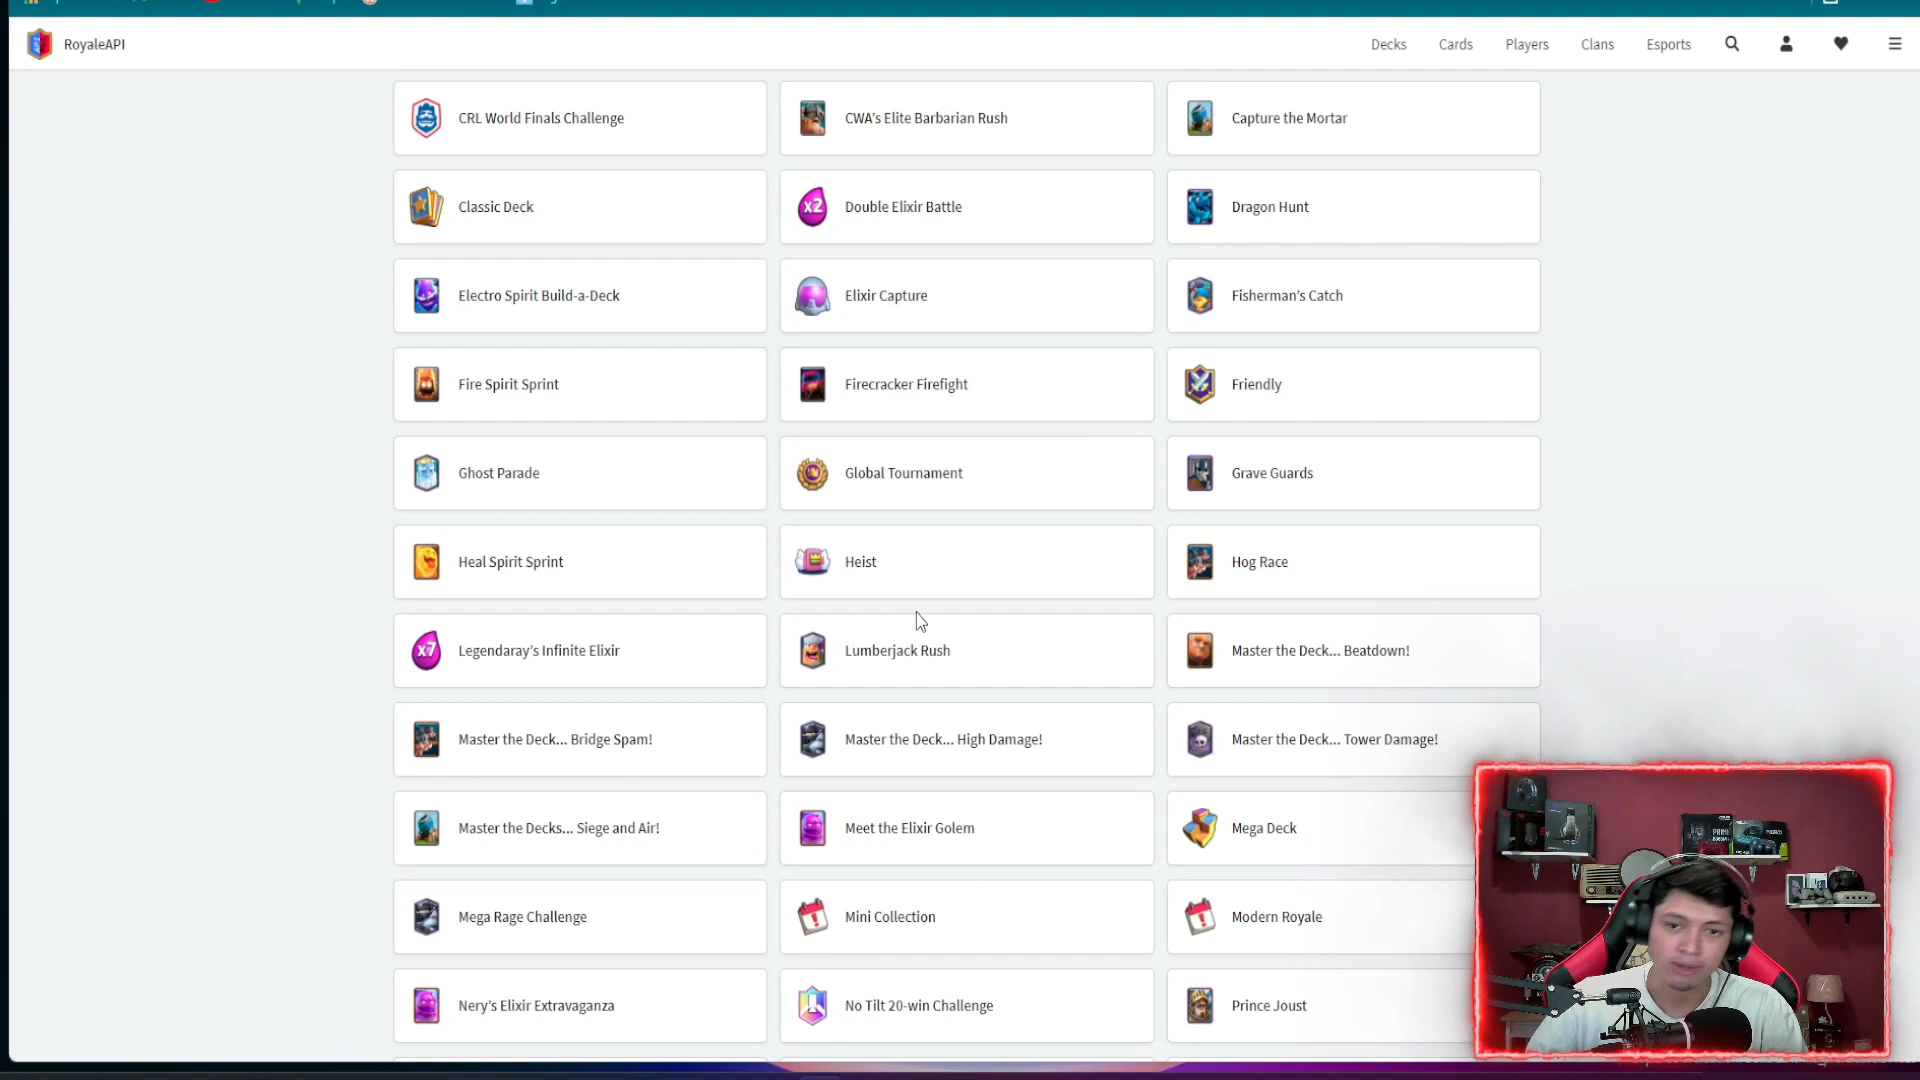 RoyaleAPI
Decks Cards Players Clans Esports
CRL World Finals Challenge
CWA's Elite Barbarian Rush
Capture the Mortar
Classic Deck
x2
Double Elixir Battle
Dragon Hunt
Electro Spirit Build-a-Deck
Elixir Capture
Fisherman's Catch
Fire Spirit Sprint
Firecracker Firefight
Friendly
Ghost Parade
Global Tournament
Grave Guards
Heal Spirit Sprint
Heist
Hog Race
x7
Legendaray's Infinite Elixir
Lumberjack Rush
Master the Deck... Beatdown!
Master the Deck... Bridge Spam!
Master the Deck... High Damage!
Master the Deck... Tower Damage!
Master the Decks... Siege and Air!
Meet the Elixir Golem
Mega Deck
Mega Rage Challenge
Mini Collection
Modern Royale
Nery's Elixir Extravaganza
No Tilt 20-win Challenge
Prince Joust
PRIME